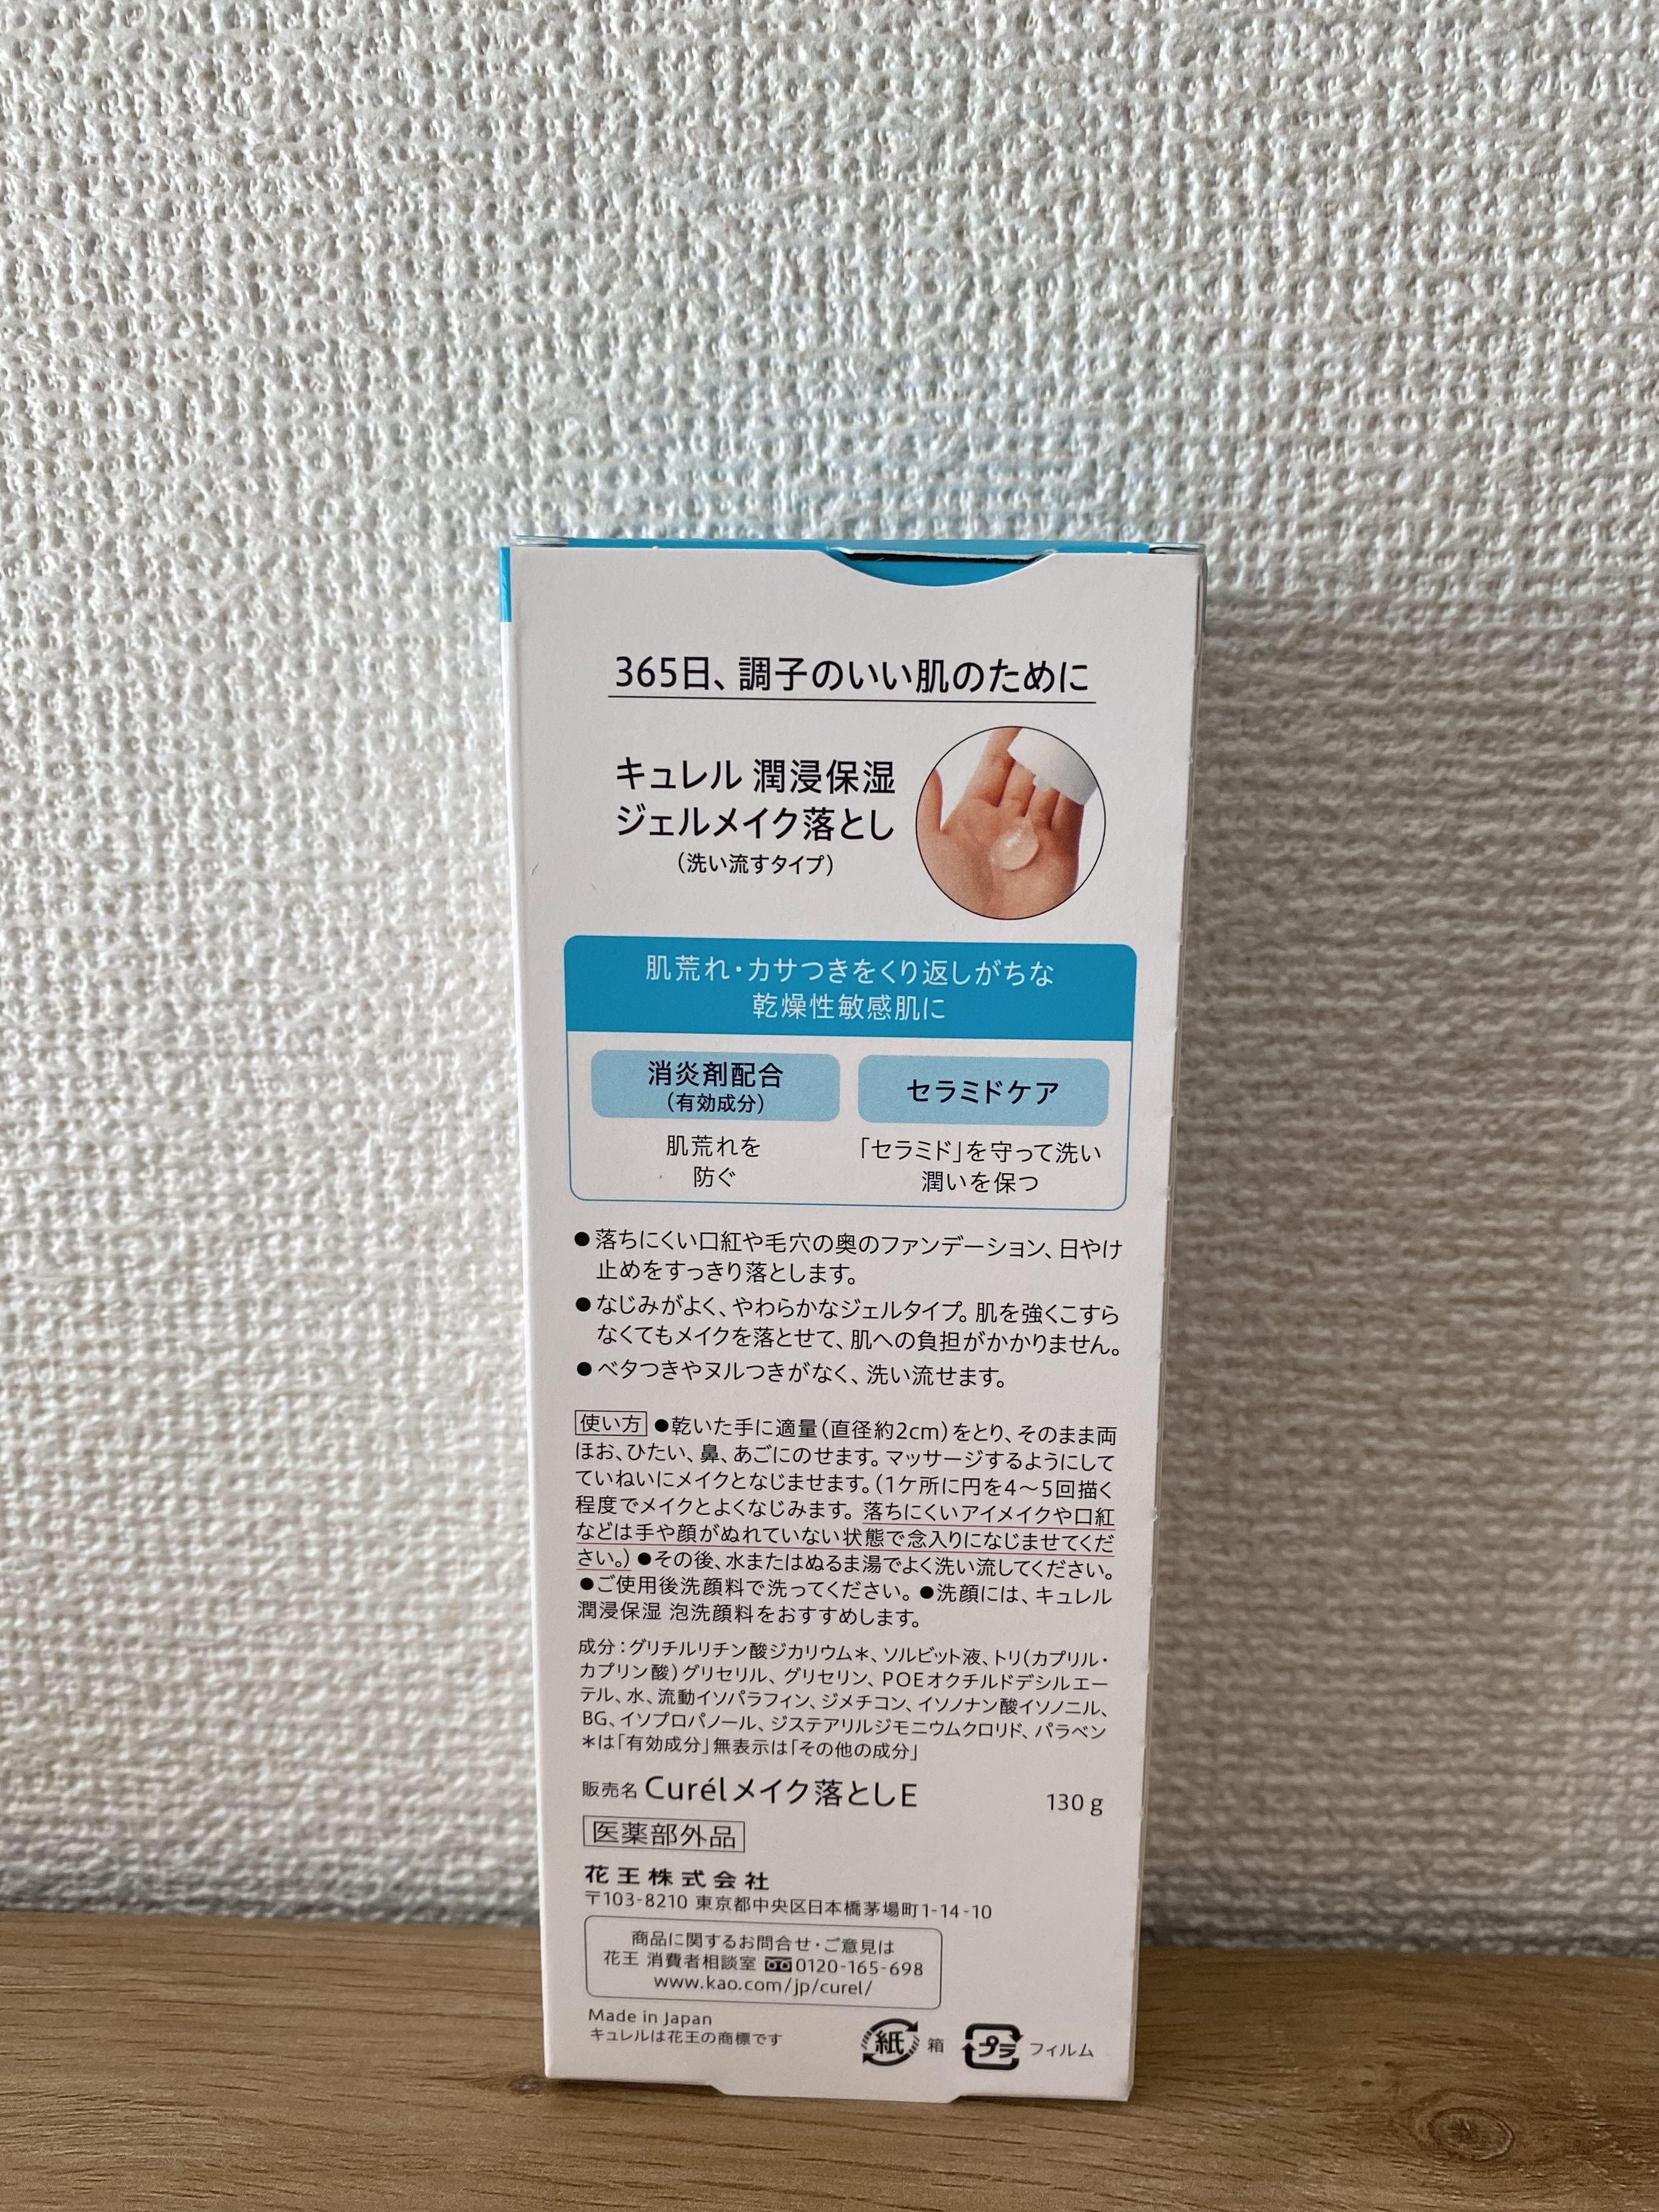 365日、調子のいい肌のために
キュレル 潤浸保湿
ジェルメイク落とし
(洗い流すタイプ)
肌荒れ・カサつきをくり返しがちな
乾燥性敏感肌に
消炎剤配合
(有効成分)
肌荒れを
防ぐ
セラミドケア
「セラミド」を守って洗い
潤いを保つ
●落ちにくい口紅や毛穴の奥のファンデーション、日やけ
止めをすっきり落とします。
●なじみがよく、やわらかなジェルタイプ。肌を強くこすら
なくてもメイクを落とせて、肌への負担がかかりません。
●ベタつきやヌルつきがなく、洗い流せます。
使い方 ●乾いた手に適量(直径約2cm)をとり、そのまま両
ほお、ひたい、鼻、あごにのせます。マッサージするようにして
ていねいにメイクとなじませます。(1ケ所に円を4〜5回描く
程度でメイクとよくなじみます。落ちにくいアイメイクや口紅
などは手や顔がぬれていない状態で念入りになじませてくだ
さい。)●その後、水またはぬるま湯でよく洗い流してください。
●ご使用後洗顔料で洗ってください。●洗顔には、キュレル
潤浸保湿 泡洗顔料をおすすめします。
成分:グリチルリチン酸ジカリウム*、ソルビット液、トリ(カプリル・
カプリン酸)グリセリル、グリセリン、POEオクチルドデシルエー
テル、水、流動イソパラフィン、ジメチコン、イソノナン酸イソノニル、
BG、イソプロパノール、ジステアリルジモニウムクロリド、パラベン
*は「有効成分」無表示は「その他の成分」
販売名 Curélメイク落としE 130g
医薬部外品
花王株式会社
〒103-8210 東京都中央区日本橋茅場町1-14-10
商品に関するお問合せ・ご意見は
花王 消費者相談室 0120-165-698
www.kao.com/jp/curel/
Made in Japan
キュレルは花王の商標です
紙 箱 プラ フィルム